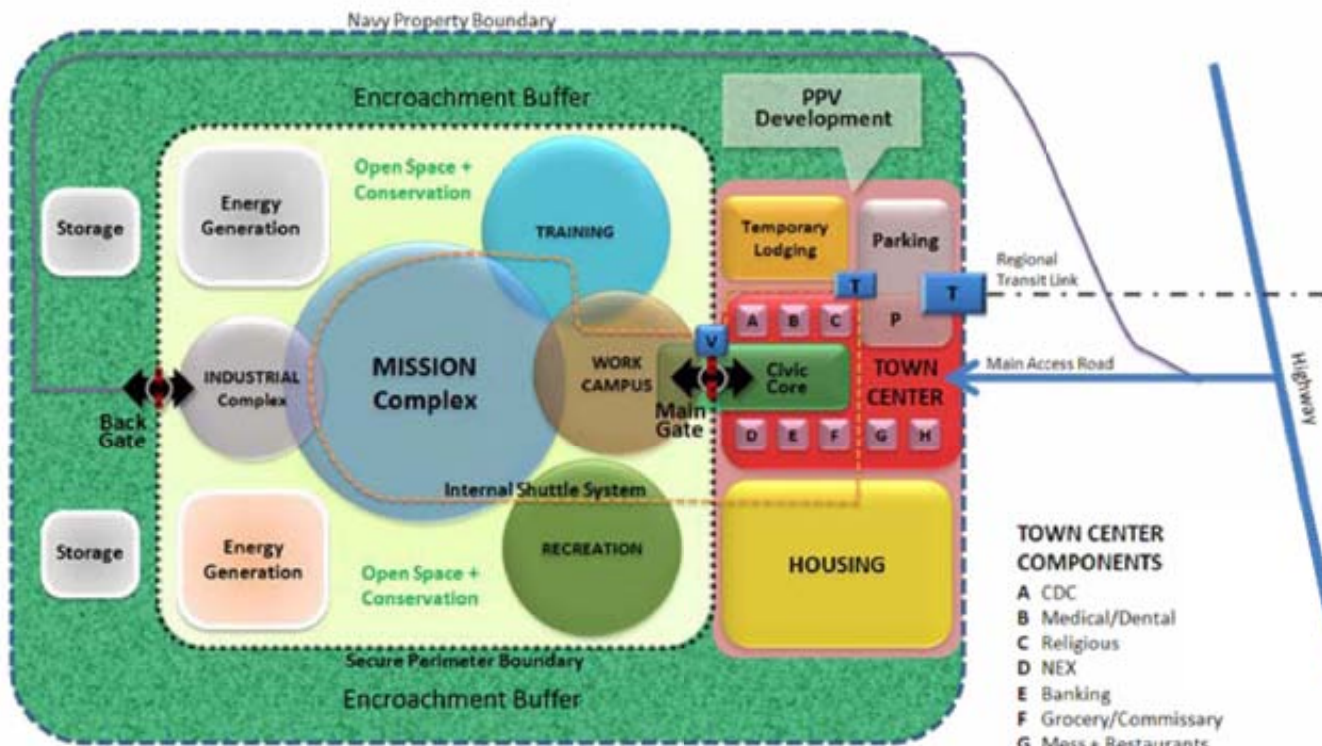 Navy Property Boundary
Encroachment Buffer
PPV
Development
Energy
Generation
Open Space +
Conservation
Storage
TRAINING
Temporary
Lodging
Parking
Regional
Transit Link
T
T
A
B
C
P
V
INDUSTRIAL
Complex
MISSION
Complex
WORK
CAMPUS
Civic
Core
TOWN
CENTER
Main Access Road
Highway
Back
Gate
Main
Gate
D
E
F
G
H
Internal Shuttle System
Storage
Energy
Generation
RECREATION
HOUSING
Open Space +
Conservation
Secure Perimeter Boundary
Encroachment Buffer
TOWN CENTER
COMPONENTS
A CDC
B Medical/Dental
C Religious
D NEX
E Banking
F Grocery/Commissary
G Mess + Restaurants